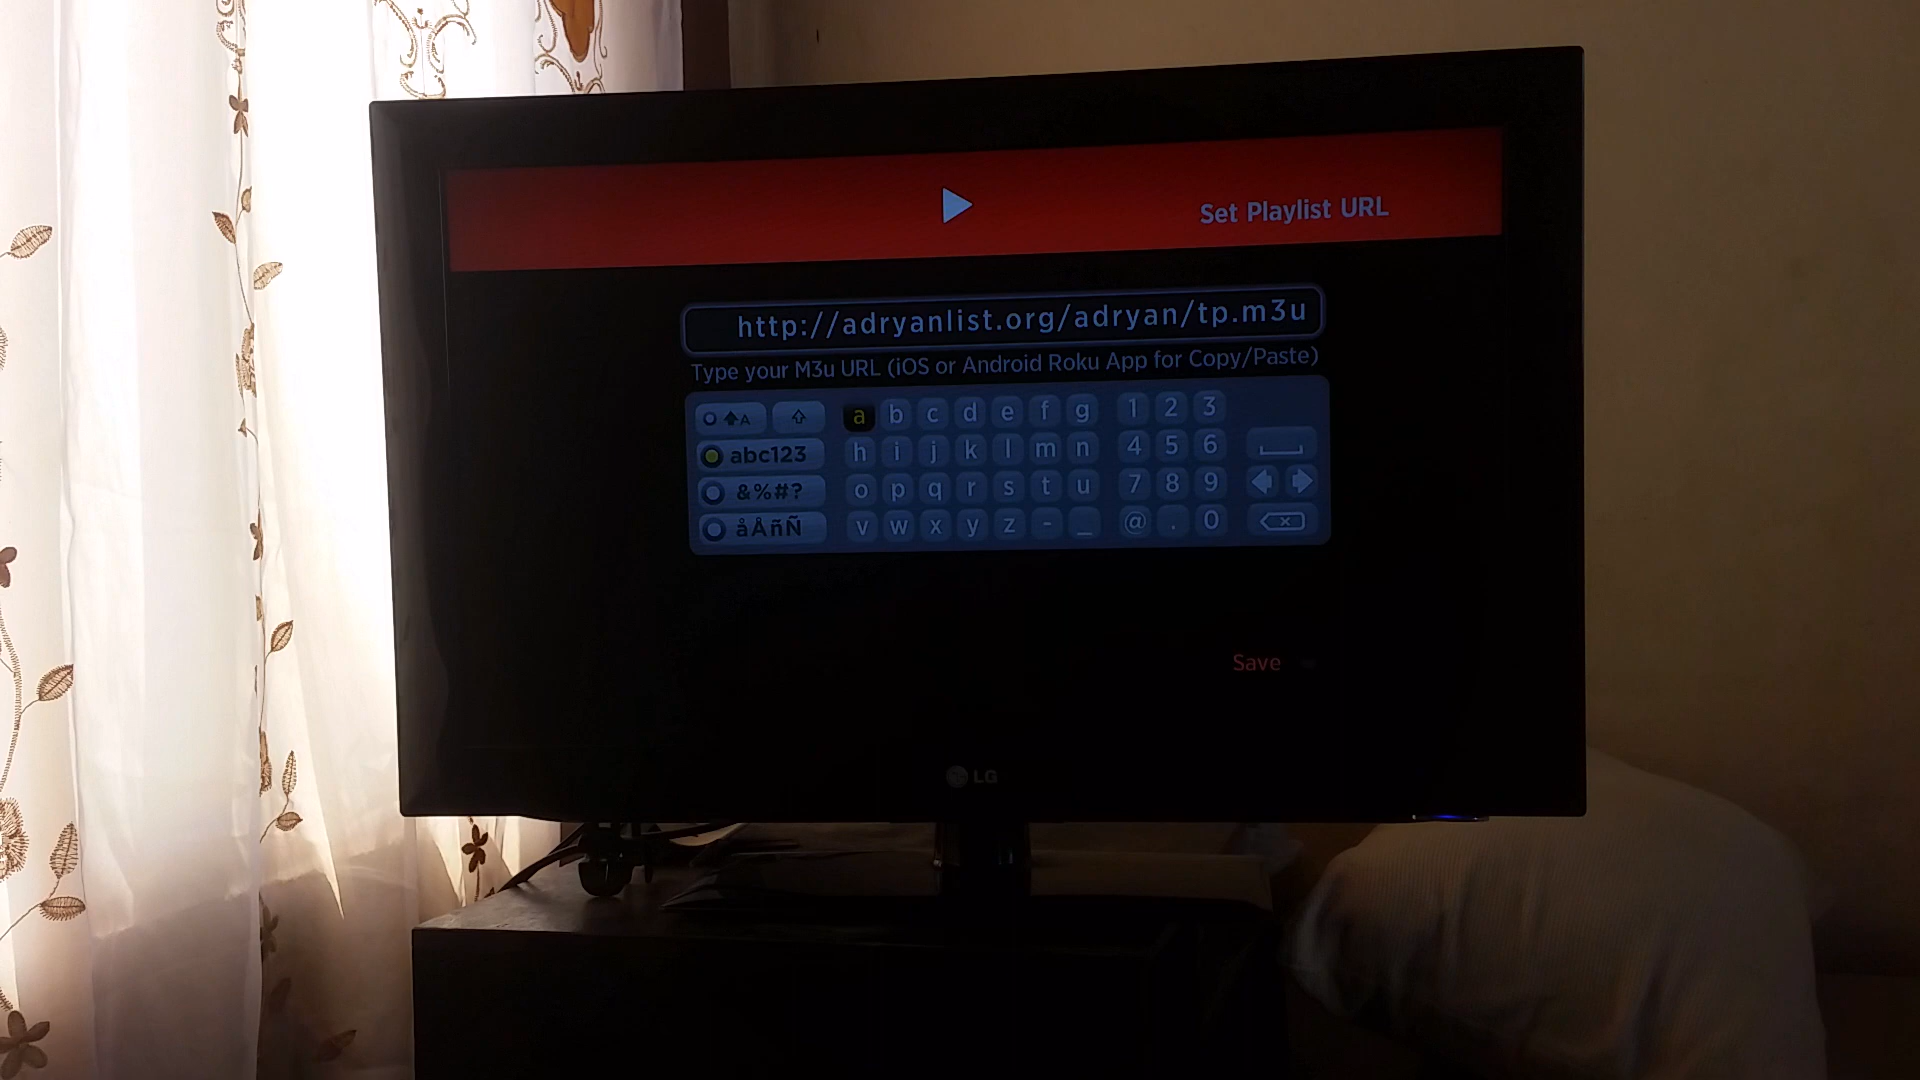 Set Playlist URL
http://adryanlist.org/adryan/tp.m3u
Type your M3u URL (iOS or Android Roku App for Copy/Paste)
A a b c d e f g 1 2 3
abc123 h i j k l m n 4 5 6
&%#? o p q r s t u 7 8 9
åÅñÑ v w x y z - _ @ . 0
Save
LG